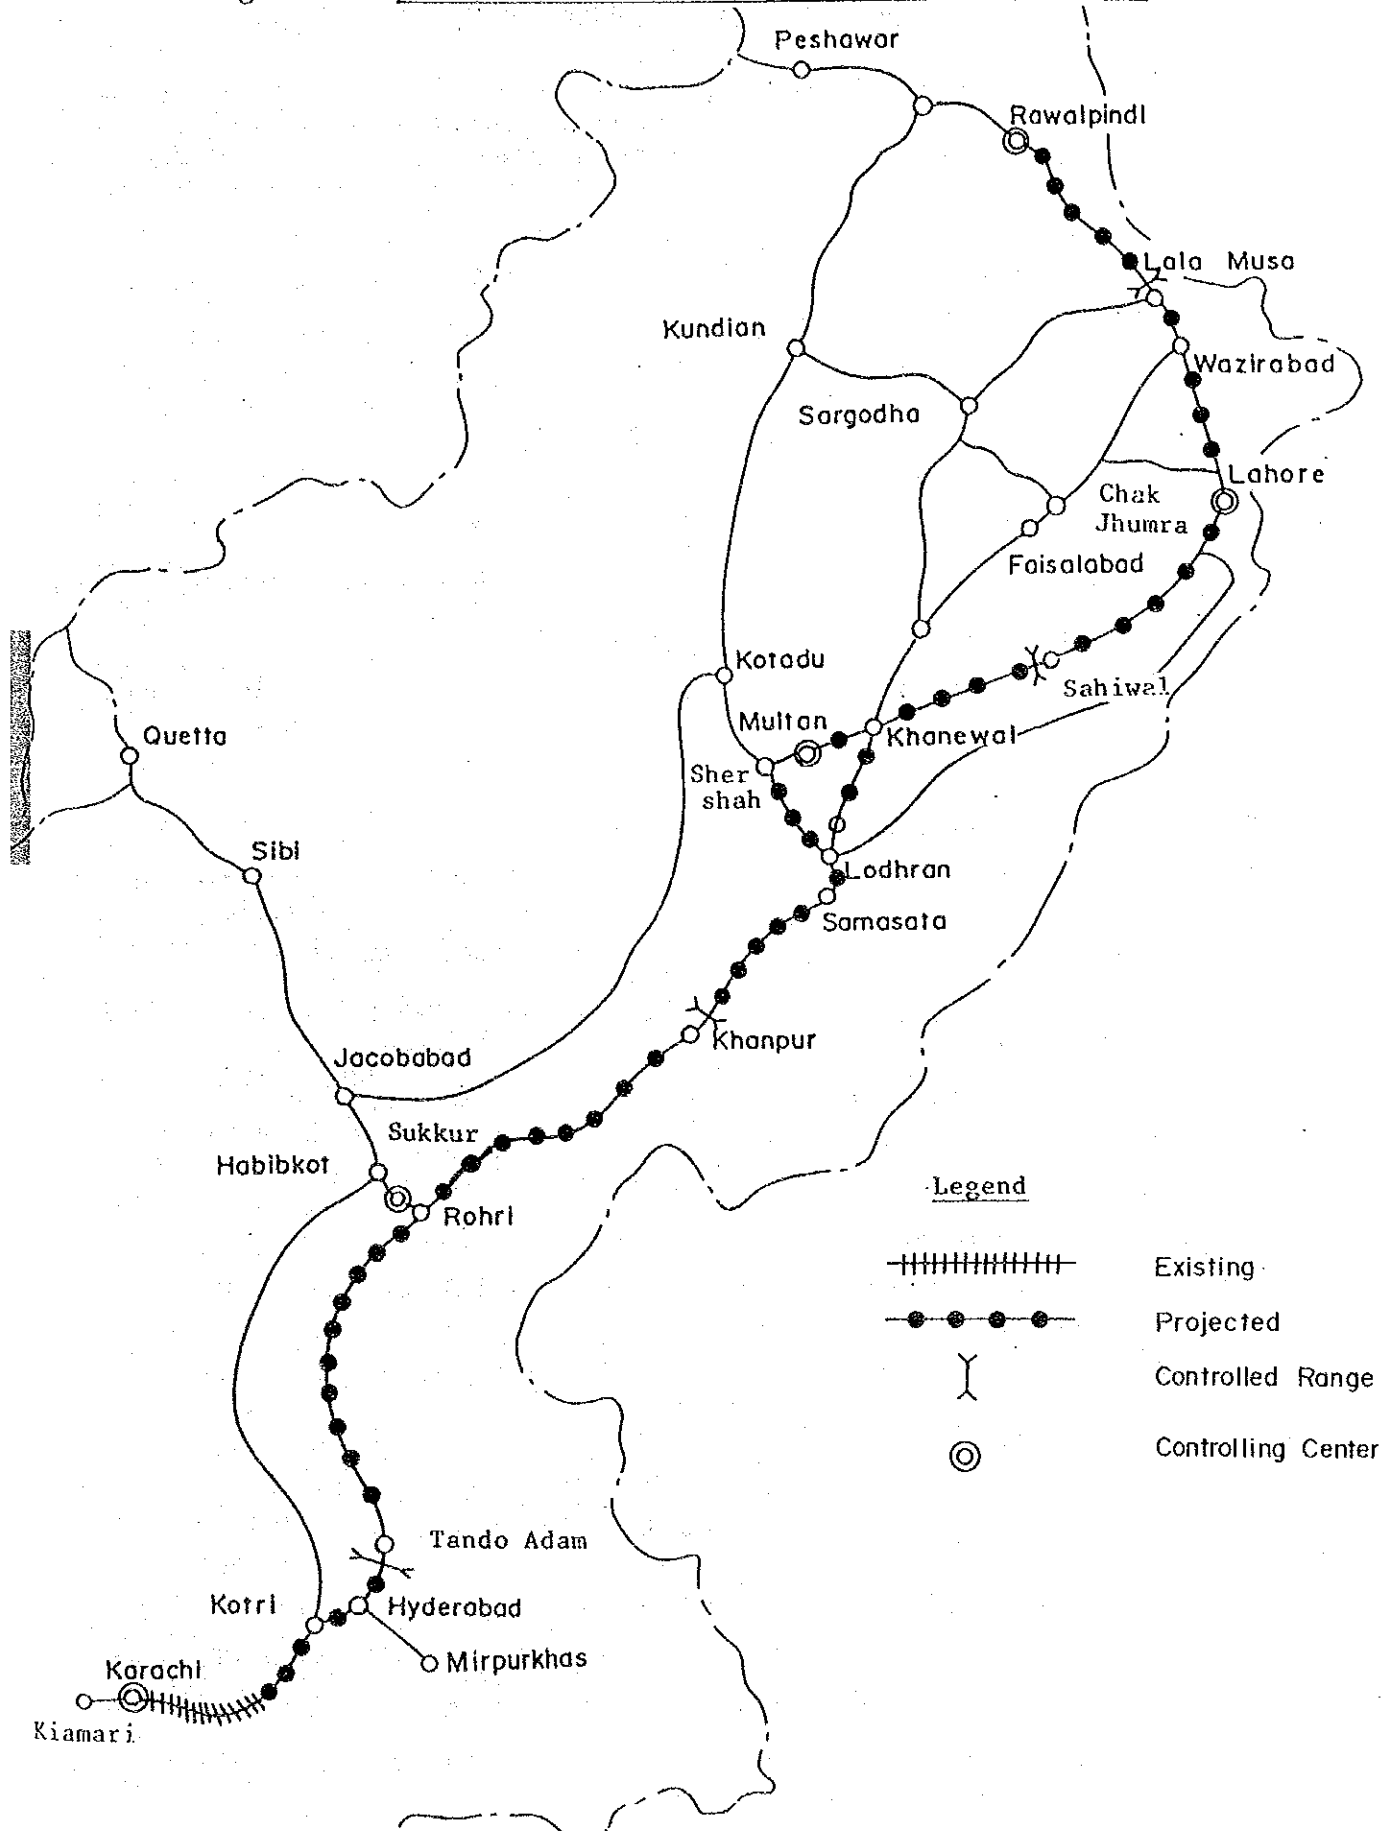 Peshawar
Rawalpindi
Lala Musa
Kundian
Wazirabad
Sargodha
Lahore
Chak
Jhumra
Faisalabad
Kotadu
Sahiwal
Multan
Khanewal
Quetta
Sher
shah
Sibi
Lodhran
Samasata
Khanpur
Jacobabad
Sukkur
Habibkot
Rohri
Legend
Existing
Projected
Controlled Range
Controlling Center
Tando Adam
Kotri
Hyderabad
Mirpurkhas
Karachi
Kiamari